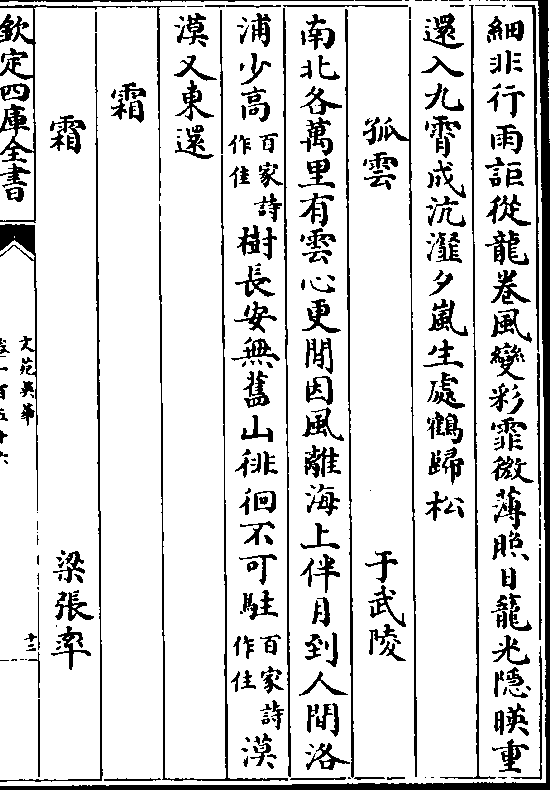 細非行雨詎從龍卷風變彩霏微薄照日籠光隱暎重
還入九霄成沆瀣夕嵐生處鶴歸松
孤雲 于武陵
南北各萬里有雲心更閒因風離海上伴月到人間洛
浦少高百家詩作佳樹長安無舊山徘徊不可駐百家詩作住漠
漠又東還
霜
霜 梁張率
欽定四庫全書 文苑英華 卷一百五十六 十三